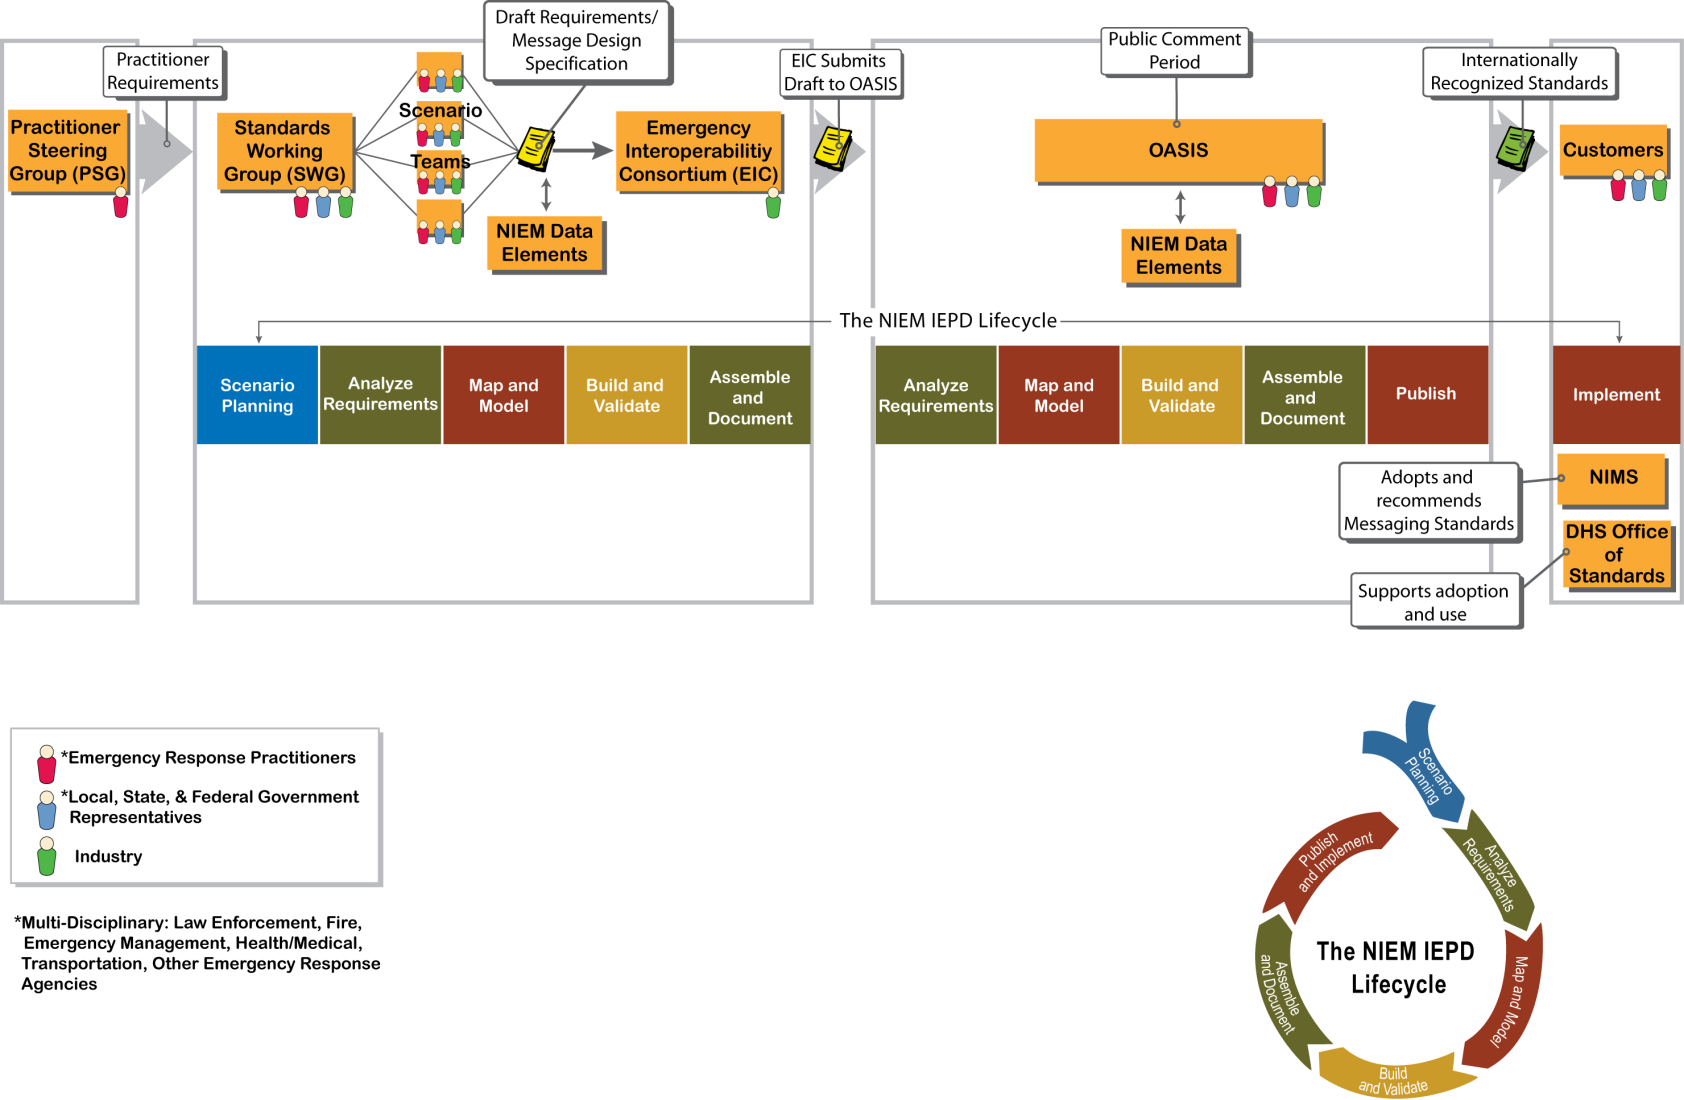 Practitioner
Requirements
Draft Requirements/
Message Design
Specification
EIC Submits
Draft to OASIS
Public Comment
Period
Internationally
Recognized Standards
Practitioner
Steering
Group (PSG)
Standards
Working
Group (SWG)
Scenario
Teams
Emergency
Interoperabilitiy
Consortium (EIC)
NIEM Data
Elements
OASIS
NIEM Data
Elements
Customers
The NIEM IEPD Lifecycle
Scenario
Planning
Analyze
Requirements
Map and
Model
Build and
Validate
Assemble
and
Document
Analyze
Requirements
Map and
Model
Build and
Validate
Assemble
and
Document
Publish
Implement
Adopts and
recommends
Messaging Standards
NIMS
DHS Office
of
Standards
Supports adoption
and use
*Emergency Response Practitioners
*Local, State, & Federal Government
Representatives
Industry
*Multi-Disciplinary: Law Enforcement, Fire,
Emergency Management, Health/Medical,
Transportation, Other Emergency Response
Agencies
Scenario
Planning
Analyze
Requirements
Map and Model
Build
and Validate
Assemble
and Document
Publish
and Implement
The NIEM IEPD
Lifecycle